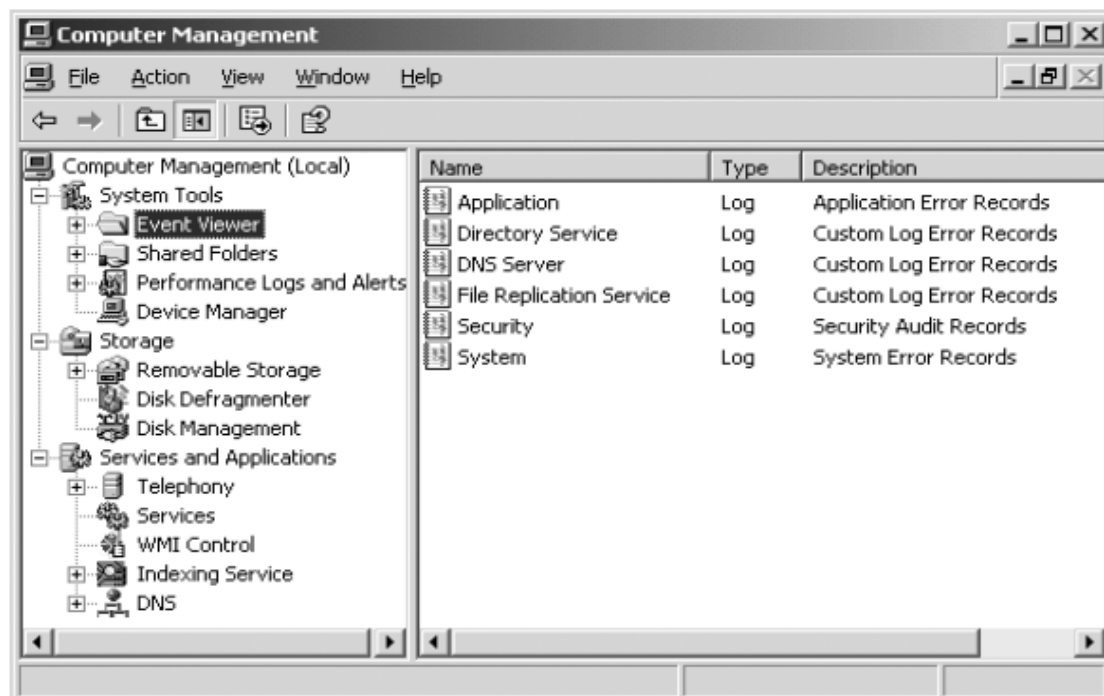 Computer Management
File Action View Window Help
Computer Management (Local)
System Tools
Event Viewer
Shared Folders
Performance Logs and Alerts
Device Manager
Storage
Removable Storage
Disk Defragmenter
Disk Management
Services and Applications
Telephony
Services
WMI Control
Indexing Service
DNS
Name Type Description
Application Log Application Error Records
Directory Service Log Custom Log Error Records
DNS Server Log Custom Log Error Records
File Replication Service Log Custom Log Error Records
Security Log Security Audit Records
System Log System Error Records